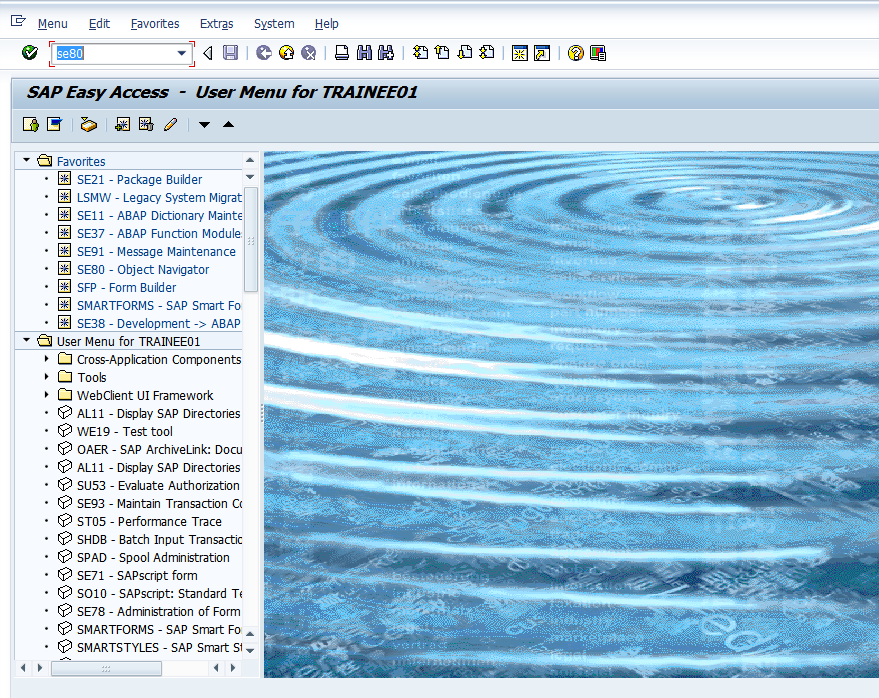 Menu Edit Favorites Extras System Help
se80
SAP Easy Access - User Menu for TRAINEE01
Favorites
SE21 - Package Builder
LSMW - Legacy System Migrat
SE11 - ABAP Dictionary Mainte
SE37 - ABAP Function Module
SE91 - Message Maintenance
SE80 - Object Navigator
SFP - Form Builder
SMARTFORMS - SAP Smart Fo
SE38 - Development -> ABAP
User Menu for TRAINEE01
Cross-Application Components
Tools
WebClient UI Framework
AL11 - Display SAP Directories
WE19 - Test tool
OAER - SAP ArchiveLink: Docu
AL11 - Display SAP Directories
SU53 - Evaluate Authorization
SE93 - Maintain Transaction Co
ST05 - Performance Trace
SHDB - Batch Input Transactio
SPAD - Spool Administration
SE71 - SAPscript form
SO10 - SAPscript: Standard Te
SE78 - Administration of Form
SMARTFORMS - SAP Smart Fo
SMARTSTYLES - SAP Smart St